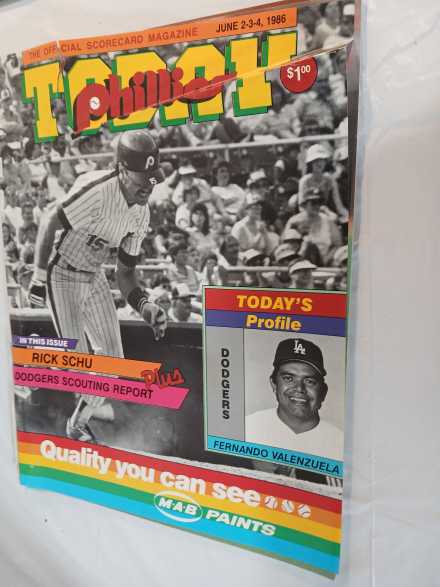 THE OFFICIAL SCORECARD MAGAZINE JUNE 2-3-4, 1986
TODAY
Phillies
$1.00
P
15
IN THIS ISSUE
RICK SCHU
Plus
DODGERS SCOUTING REPORT
TODAY'S
Profile
DODGERS
LA
FERNANDO VALENZUELA
Quality you can see
M·A·B PAINTS